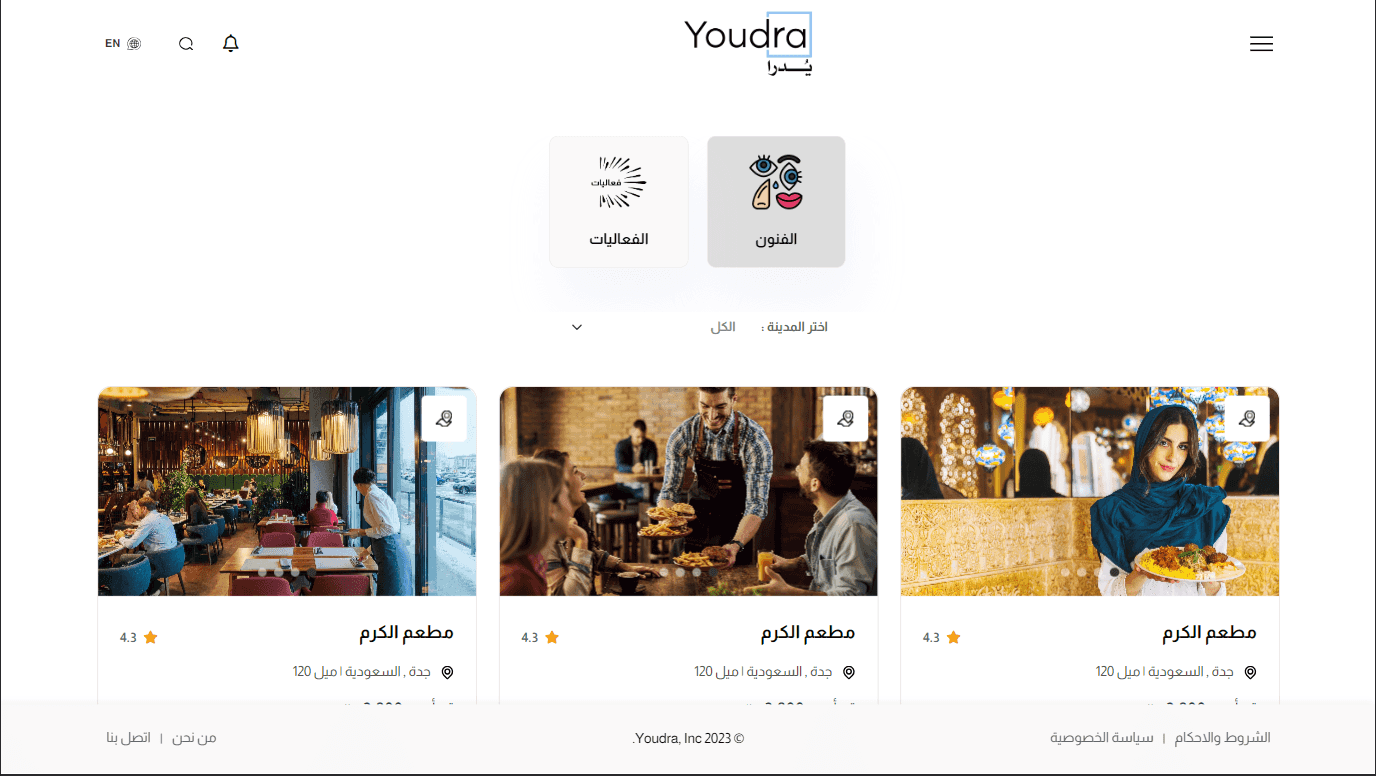 EN
Youdra
يُـدرا
فعاليات
الفنون
الفعاليات
اختر المدينة :
الكل
مطعم الكرم
4.3
جدة , السعودية | ميل 120
مطعم الكرم
4.3
جدة , السعودية | ميل 120
مطعم الكرم
4.3
جدة , السعودية | ميل 120
الشروط والاحكام | سياسة الخصوصية
© 2023 Youdra, Inc.
من نحن | اتصل بنا